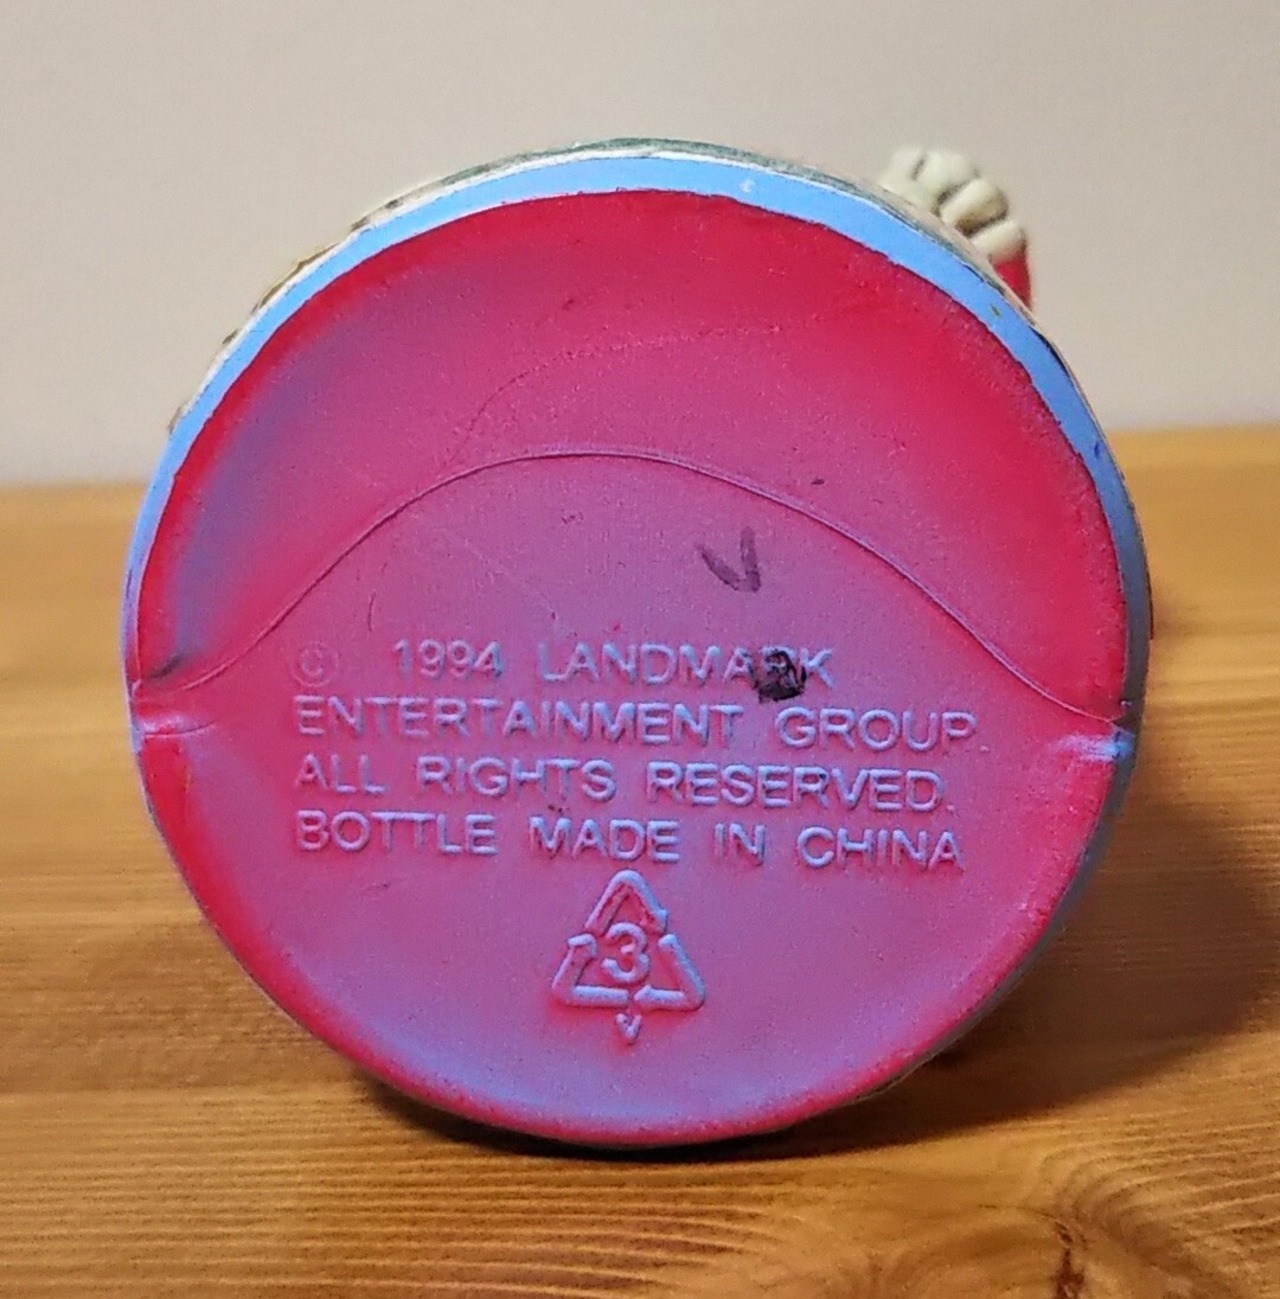 © 1994 LANDMARK
ENTERTAINMENT GROUP.
ALL RIGHTS RESERVED.
BOTTLE MADE IN CHINA
3
V